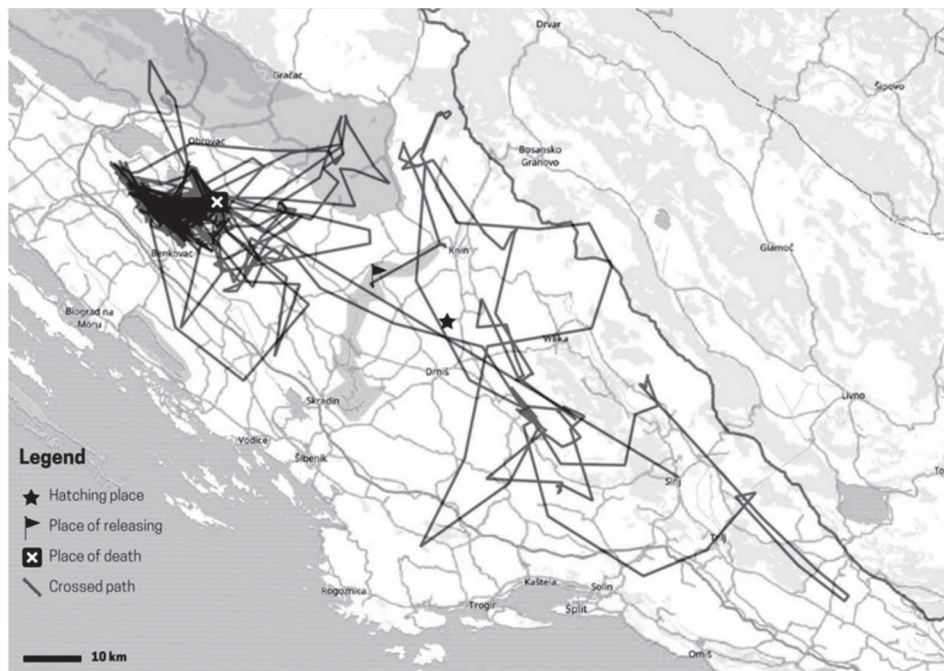 Drvar
Gračac
Šipovo
Obrovac
Bosansko
Grahovo
Knin
Glamoč
Benkovac
Biograd na
Moru
Vrlika
Drniš
Livno
Skradin
Vodice
Šibenik
Sinj
To
Trilj
Rogoznica
Kaštela
Solin
Trogir
Split
Omiš
Legend
Hatching place
Place of releasing
Place of death
Crossed path
10 km